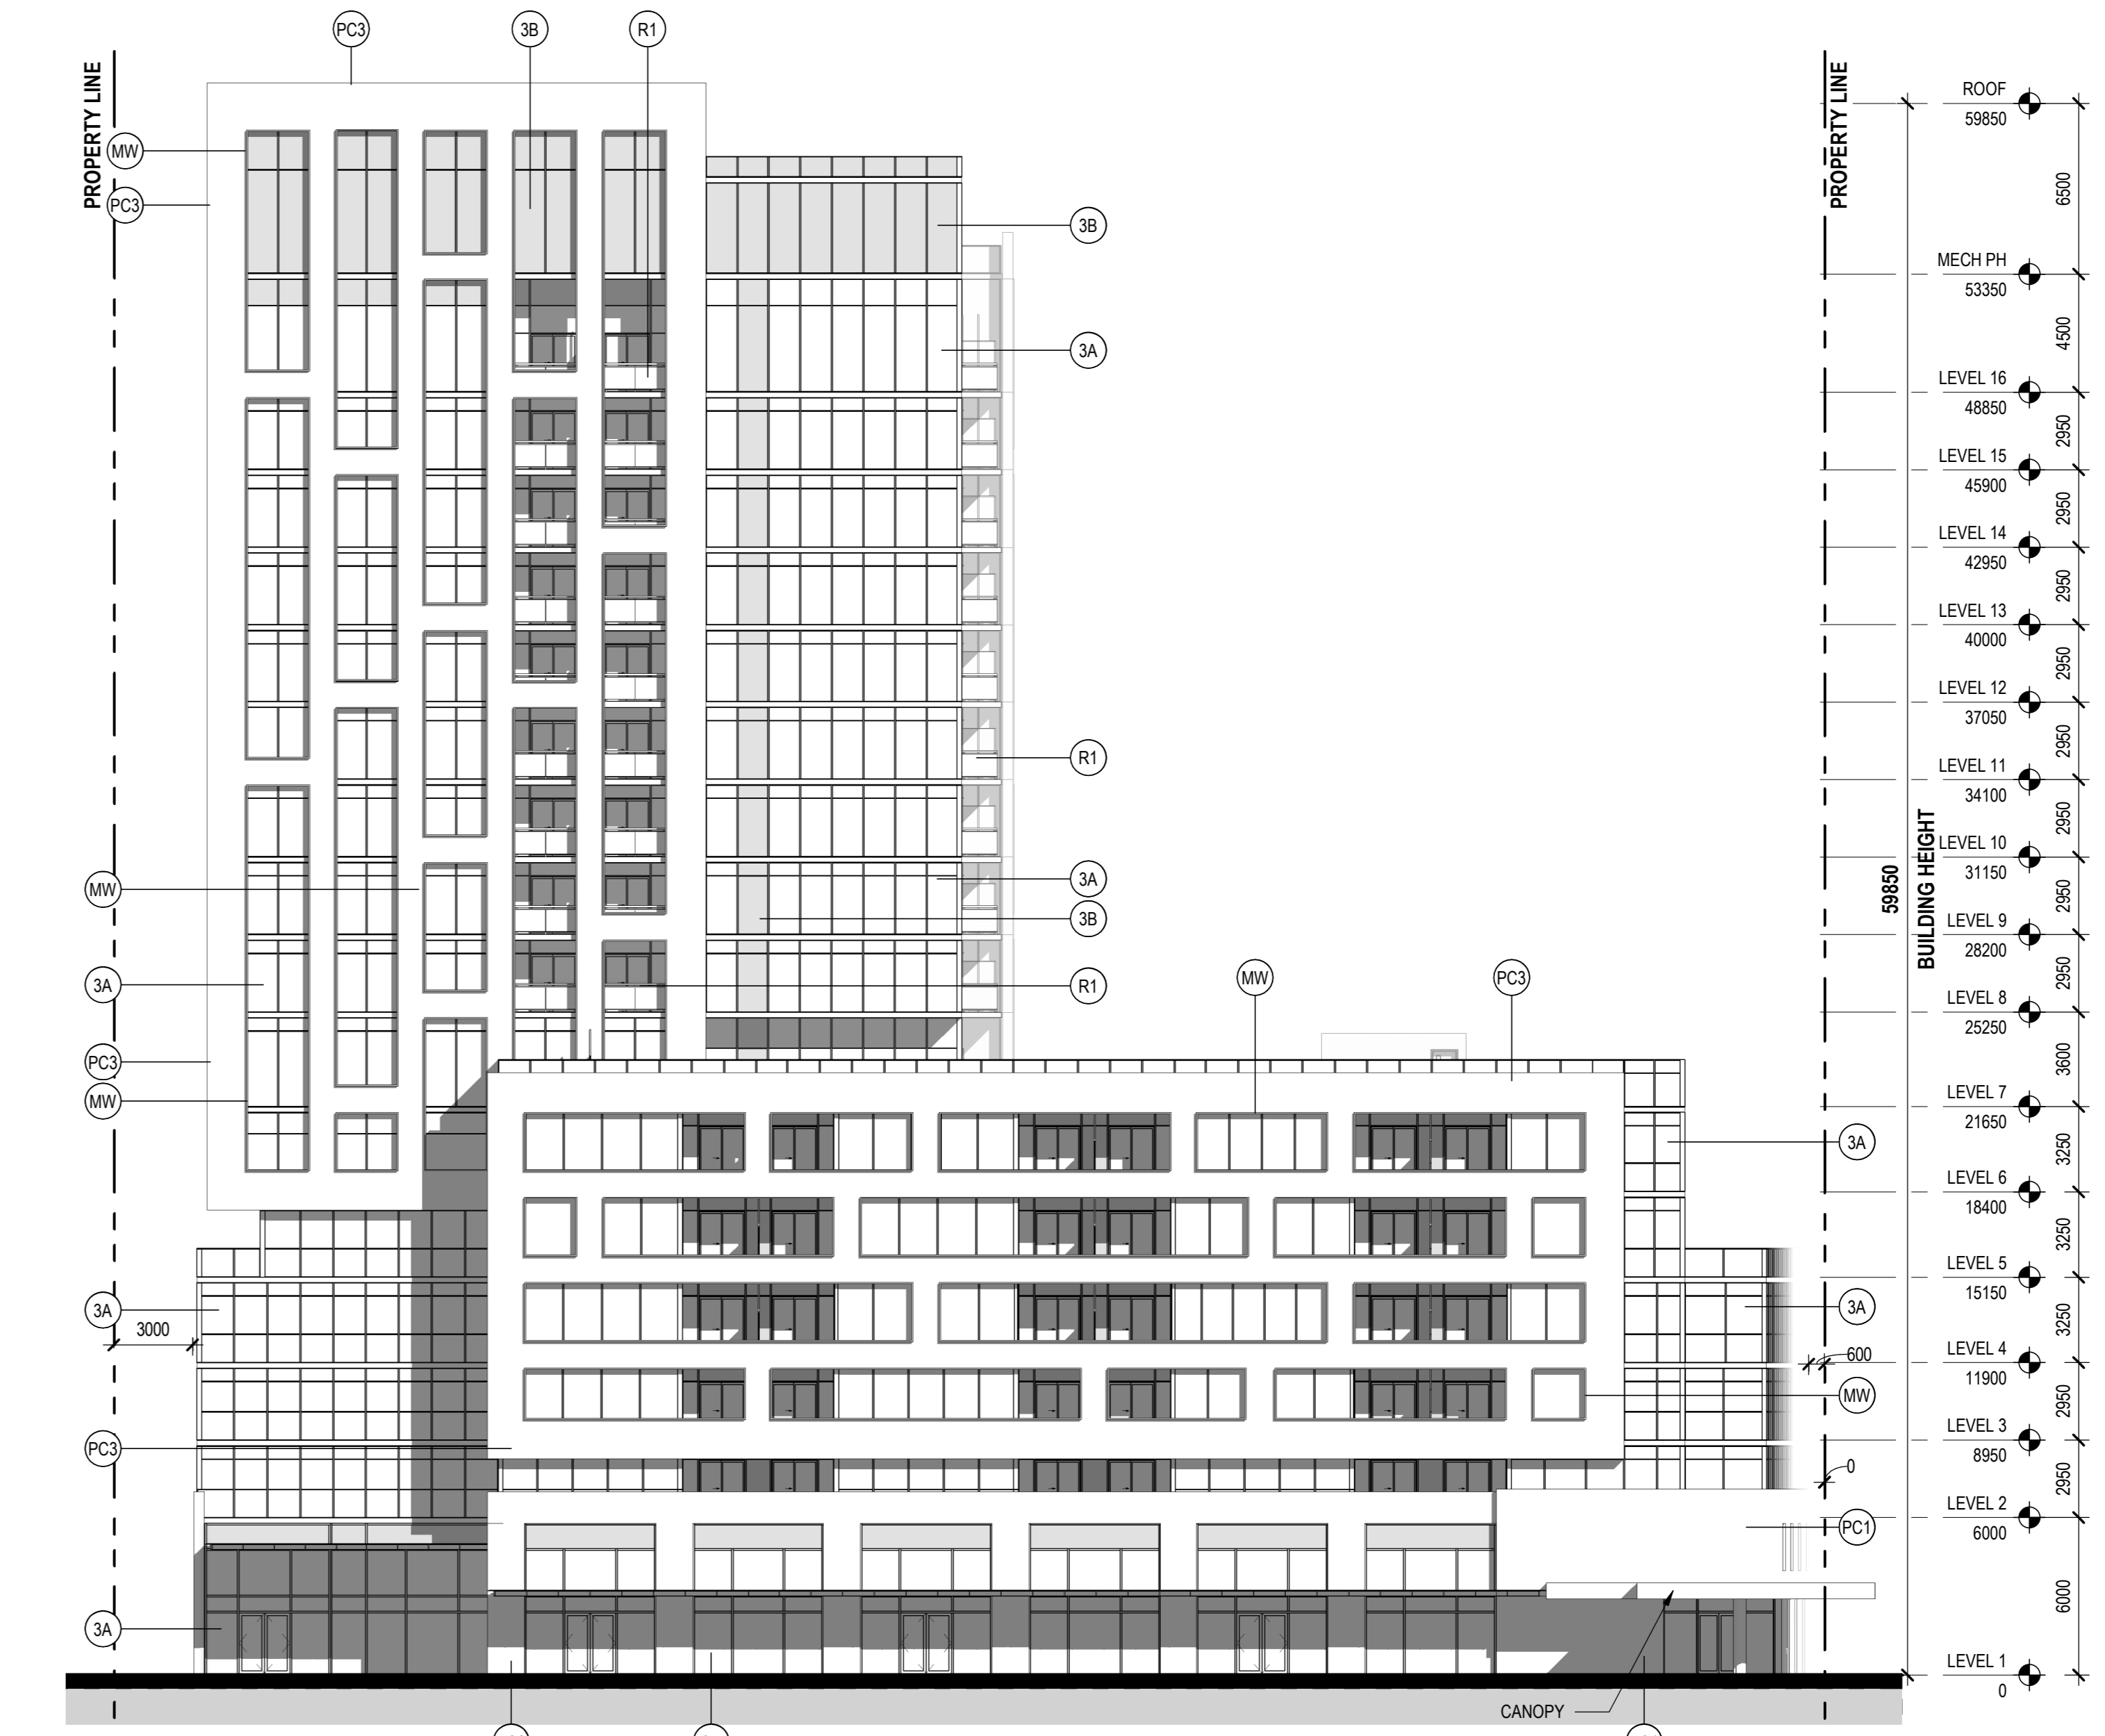 PC3
3B
R1
PROPERTY LINE
PROPERTY LINE
ROOF
59850
MW
PC3
6500
3B
MECH PH
53350
4500
3A
LEVEL 16
48850
2950
LEVEL 15
45900
2950
LEVEL 14
42950
2950
LEVEL 13
40000
2950
LEVEL 12
37050
2950
R1
LEVEL 11
34100
2950
LEVEL 10
31150
BUILDING HEIGHT
59850
MW
3A
2950
3B
LEVEL 9
28200
3A
R1
MW
PC3
2950
LEVEL 8
25250
3600
PC3
MW
LEVEL 7
21650
3A
3250
LEVEL 6
18400
3250
LEVEL 5
15150
3A
3A
3000
3250
LEVEL 4
600
11900
MW
2950
PC3
LEVEL 3
8950
0
2950
LEVEL 2
6000
PC1
6000
3A
LEVEL 1
0
CANOPY